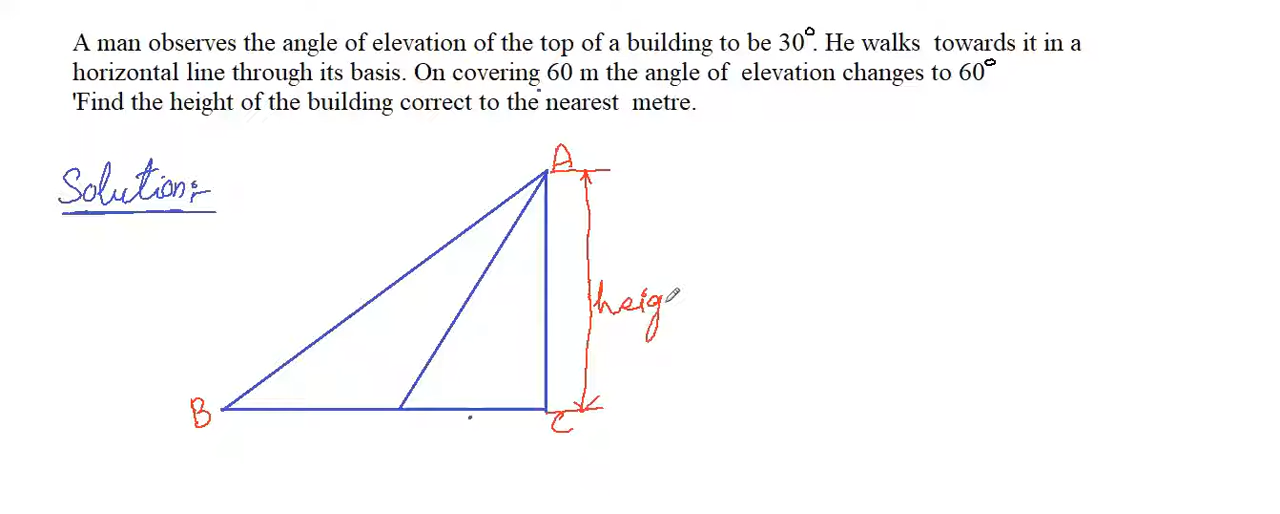 A man observes the angle of elevation of the top of a building to be 30°. He walks towards it in a
horizontal line through its basis. On covering 60 m the angle of elevation changes to 60°
'Find the height of the building correct to the nearest metre.
Solution:-
A
heig
B
C